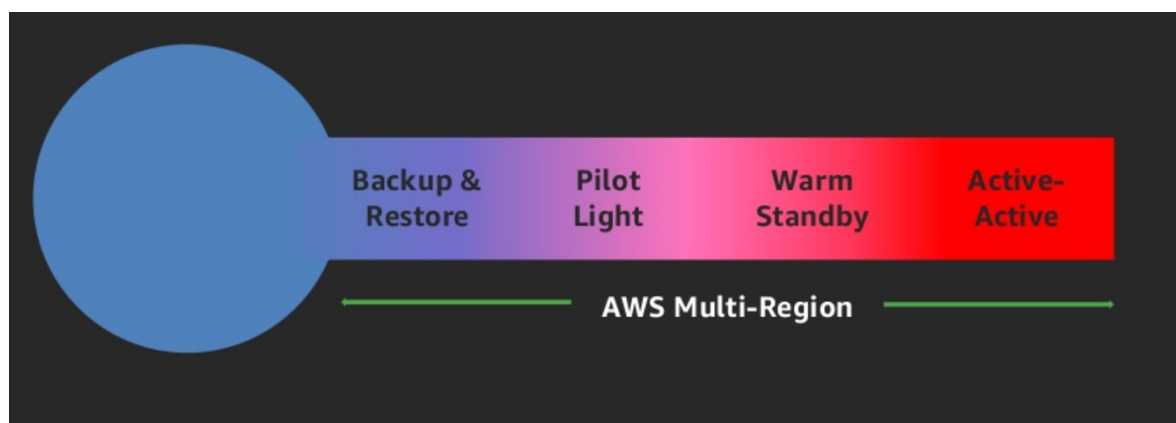 Backup &
Restore
Pilot
Light
Warm
Standby
Active-
Active
AWS Multi-Region